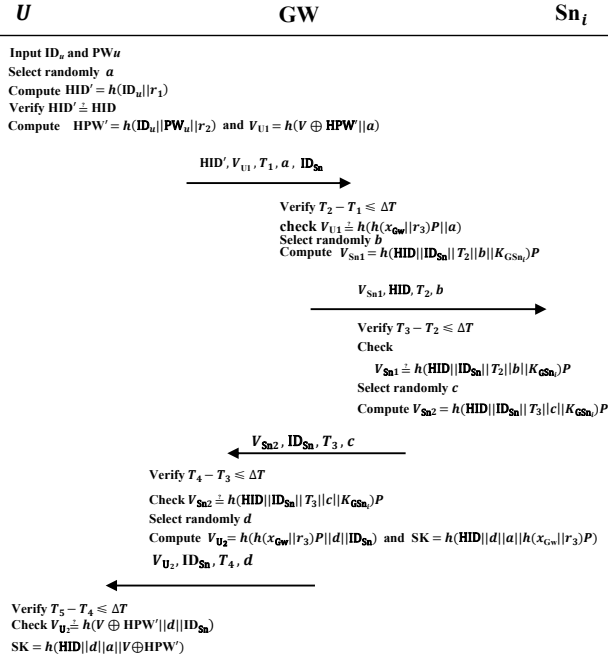 U GW Sn_i
Input ID_u and PW_u
Select randomly a
Compute HID' = h(ID_u||r_1)
Verify HID' ≟ HID
Compute HPW' = h(ID_u||PW_u||r_2) and V_U1 = h(V ⊕ HPW'||a)
HID', V_U1, T_1, a, ID_Sn
Verify T_2 − T_1 ⩽ ΔT
check V_U1 ≟ h(h(x_Gw||r_3)P||a)
Select randomly b
Compute V_Sn1 = h(HID||ID_Sn||T_2||b||K_GSn_i)P
V_Sn1, HID, T_2, b
Verify T_3 − T_2 ⩽ ΔT
Check
V_Sn1 ≟ h(HID||ID_Sn||T_2||b||K_GSn_i)P
Select randomly c
Compute V_Sn2 = h(HID||ID_Sn||T_3||c||K_GSn_i)P
V_Sn2, ID_Sn, T_3, c
Verify T_4 − T_3 ⩽ ΔT
Check V_Sn2 ≟ h(HID||ID_Sn||T_3||c||K_GSn_i)P
Select randomly d
Compute V_U2 = h(h(x_Gw||r_3)P||d||ID_Sn) and SK = h(HID||d||a||h(x_Gw||r_3)P)
V_U2, ID_Sn, T_4, d
Verify T_5 − T_4 ⩽ ΔT
Check V_U2 ≟ h(V ⊕ HPW'||d||ID_Sn)
SK = h(HID||d||a||V⊕HPW')